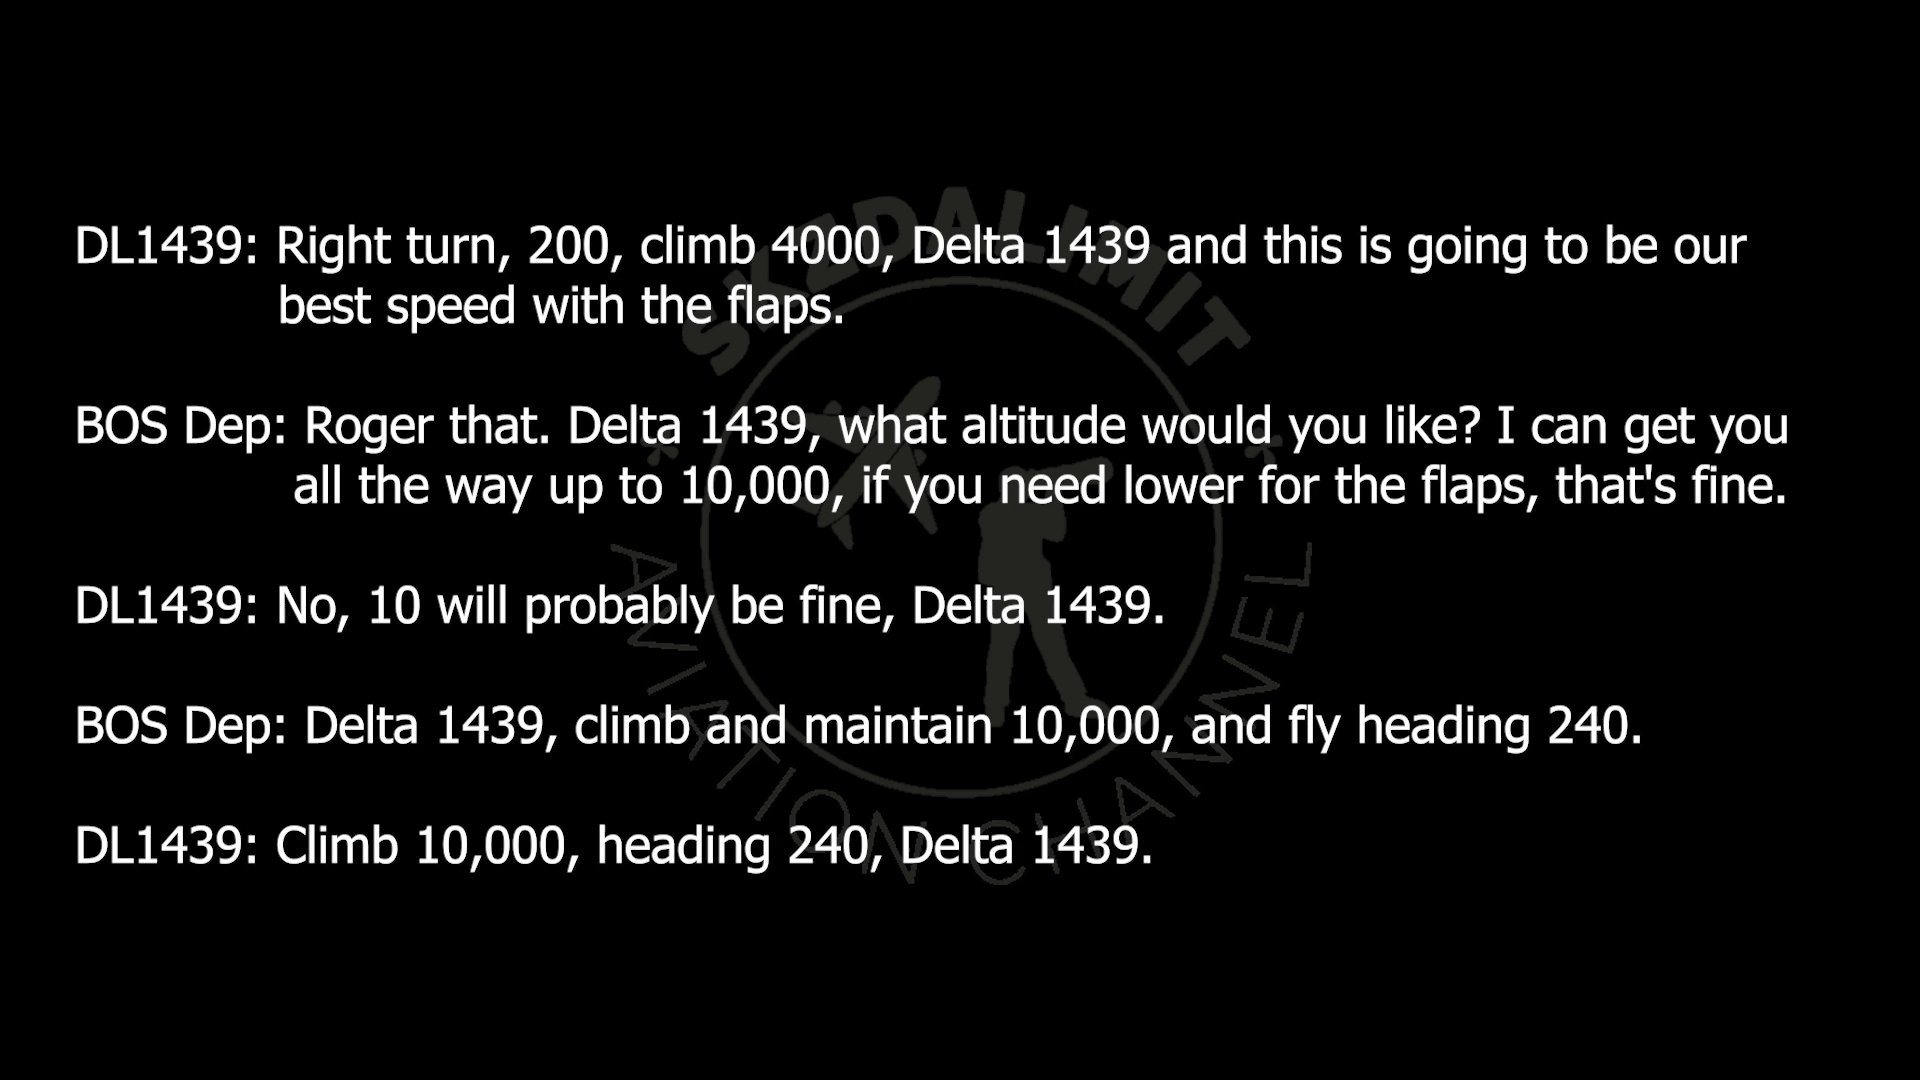 DL1439: Right turn, 200, climb 4000, Delta 1439 and this is going to be our
best speed with the flaps.
BOS Dep: Roger that. Delta 1439, what altitude would you like? I can get you
all the way up to 10,000, if you need lower for the flaps, that's fine.
DL1439: No, 10 will probably be fine, Delta 1439.
BOS Dep: Delta 1439, climb and maintain 10,000, and fly heading 240.
DL1439: Climb 10,000, heading 240, Delta 1439.
SKZDALIMIT
AVIATION CHANNEL